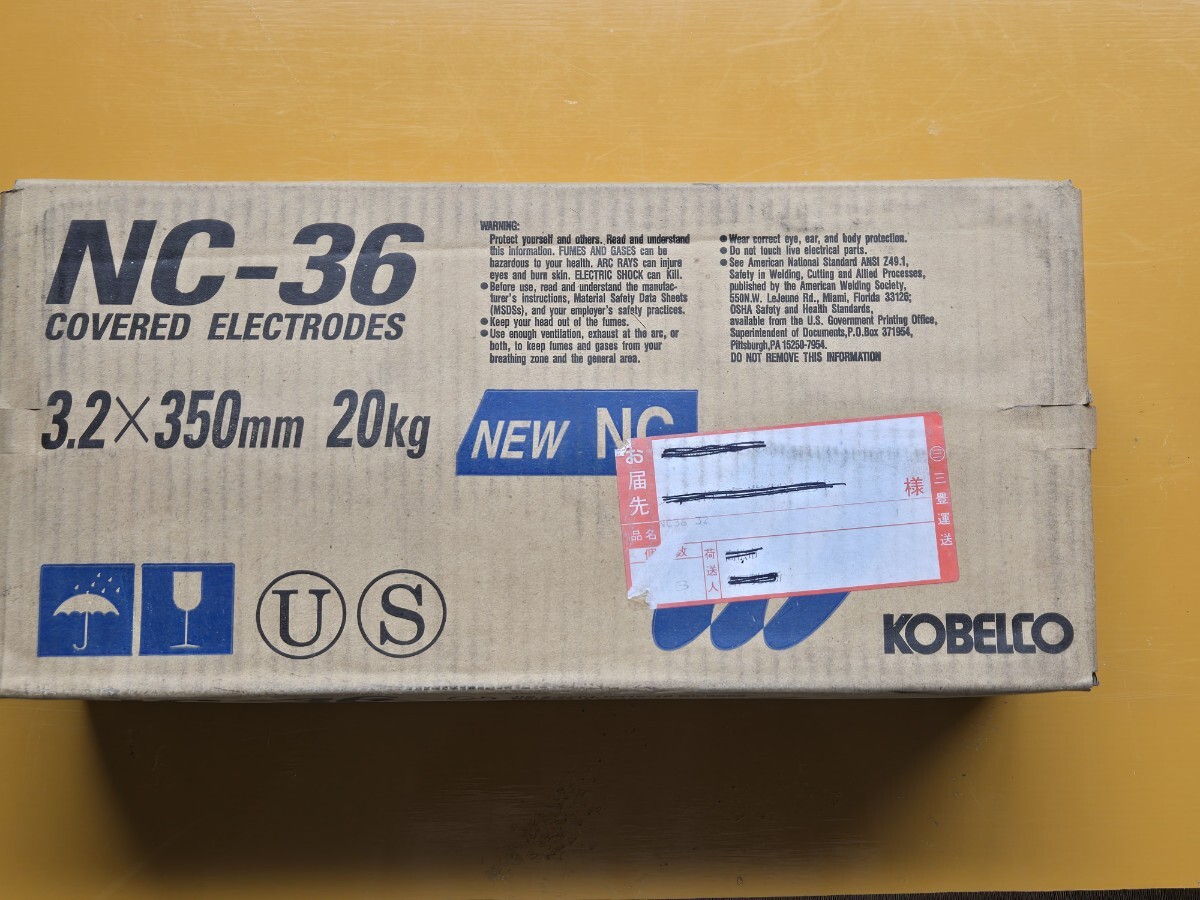 NC-36
COVERED ELECTRODES
3.2×350mm 20kg
WARNING:
Protect yourself and others. Read and understand
this information. FUMES AND GASES can be
hazardous to your health. ARC RAYS can injure
eyes and burn skin. ELECTRIC SHOCK can Kill.
●Before use, read and understand the manufac-
turer's instructions, Material Safety Data Sheets
(MSDSs), and your employer's safety practices.
●Keep your head out of the fumes.
●Use enough ventilation, exhaust at the arc, or
both, to keep fumes and gases from your
breathing zone and the general area.
●Wear correct eye, ear, and body protection.
●Do not touch live electrical parts.
●See American National Standard ANSI Z49.1,
Safety in Welding, Cutting and Allied Processes,
published by the American Welding Society,
550N.W. LeJeune Rd., Miami, Florida 33126;
OSHA Safety and Health Standards,
available from the U.S. Government Printing Office,
Superintendent of Documents,P.O.Box 371954,
Pittsburgh,PA 15250-7954.
DO NOT REMOVE THIS INFORMATION
NEW NC
お届先
様
品名
NC36 32
個数
3
荷送人
㊂三豊運送
U S
KOBELCO